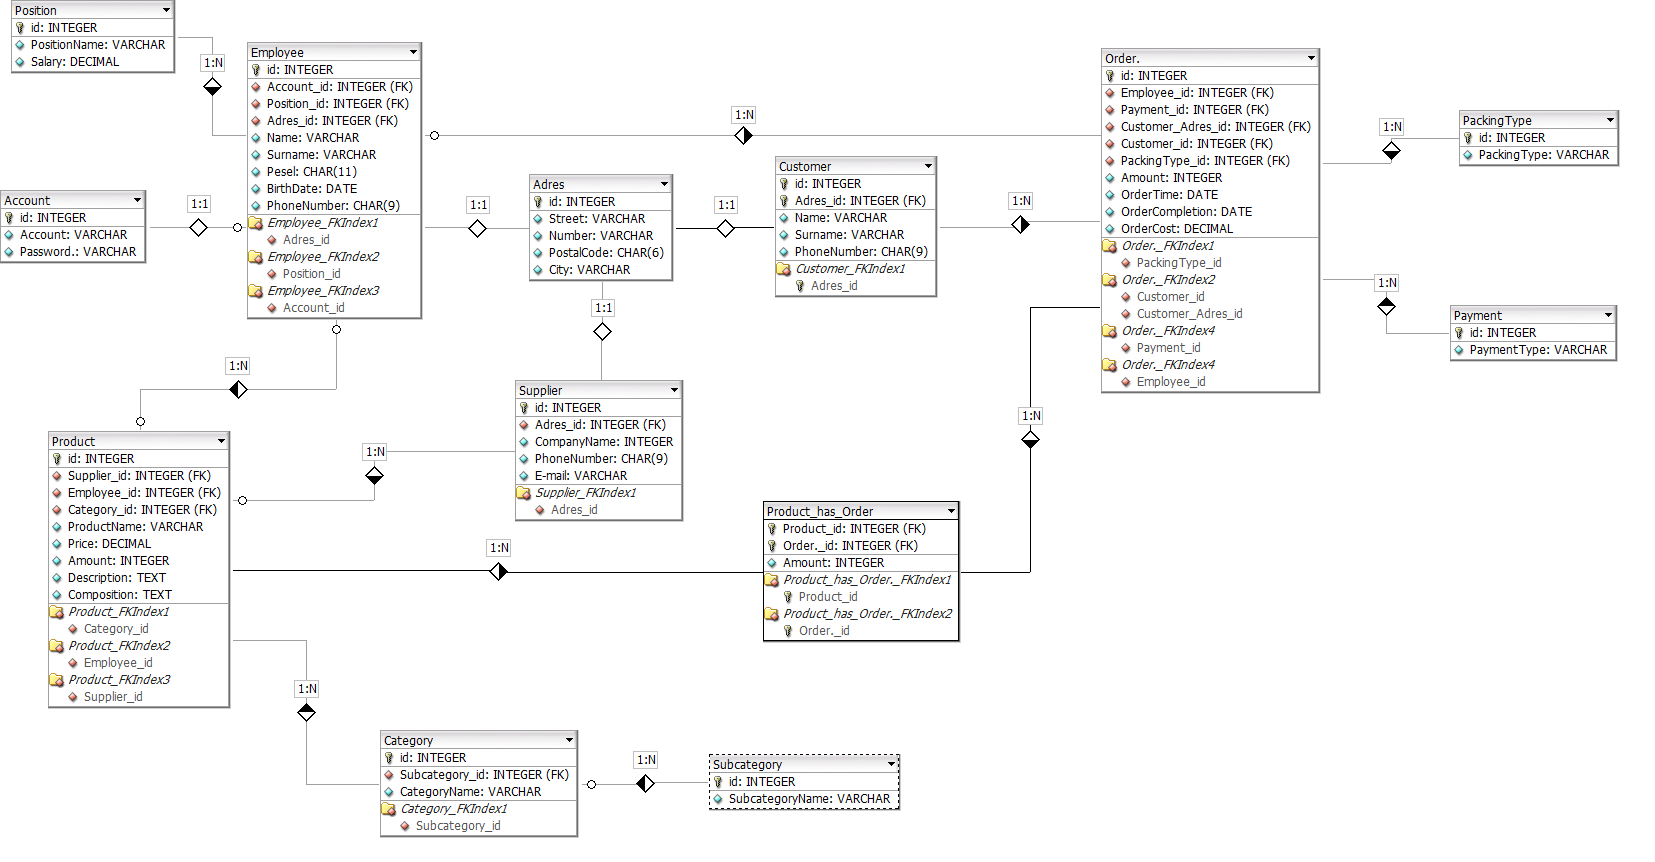 Position
id: INTEGER
PositionName: VARCHAR
Salary: DECIMAL
1:N
Employee
id: INTEGER
Account_id: INTEGER (FK)
Position_id: INTEGER (FK)
Adres_id: INTEGER (FK)
Name: VARCHAR
Surname: VARCHAR
Pesel: CHAR(11)
BirthDate: DATE
PhoneNumber: CHAR(9)
Employee_FKIndex1
Adres_id
Employee_FKIndex2
Position_id
Employee_FKIndex3
Account_id
1:N
Order.
id: INTEGER
Employee_id: INTEGER (FK)
Payment_id: INTEGER (FK)
Customer_Adres_id: INTEGER (FK)
Customer_id: INTEGER (FK)
PackingType_id: INTEGER (FK)
Amount: INTEGER
OrderTime: DATE
OrderCompletion: DATE
OrderCost: DECIMAL
Order._FKIndex1
PackingType_id
Order._FKIndex2
Customer_id
Customer_Adres_id
Order._FKIndex4
Payment_id
Order._FKIndex4
Employee_id
1:N
PackingType
id: INTEGER
PackingType: VARCHAR
Account
id: INTEGER
Account: VARCHAR
Password.: VARCHAR
1:1
1:1
Adres
id: INTEGER
Street: VARCHAR
Number: VARCHAR
PostalCode: CHAR(6)
City: VARCHAR
1:1
Customer
id: INTEGER
Adres_id: INTEGER (FK)
Name: VARCHAR
Surname: VARCHAR
PhoneNumber: CHAR(9)
Customer_FKIndex1
Adres_id
1:N
1:N
Payment
id: INTEGER
PaymentType: VARCHAR
1:1
1:N
Supplier
id: INTEGER
Adres_id: INTEGER (FK)
CompanyName: INTEGER
PhoneNumber: CHAR(9)
E-mail: VARCHAR
Supplier_FKIndex1
Adres_id
1:N
1:N
Product
id: INTEGER
Supplier_id: INTEGER (FK)
Employee_id: INTEGER (FK)
Category_id: INTEGER (FK)
ProductName: VARCHAR
Price: DECIMAL
Amount: INTEGER
Description: TEXT
Composition: TEXT
Product_FKIndex1
Category_id
Product_FKIndex2
Employee_id
Product_FKIndex3
Supplier_id
1:N
Product_has_Order
Product_id: INTEGER (FK)
Order._id: INTEGER (FK)
Amount: INTEGER
Product_has_Order._FKIndex1
Product_id
Product_has_Order._FKIndex2
Order._id
1:N
Category
id: INTEGER
Subcategory_id: INTEGER (FK)
CategoryName: VARCHAR
Category_FKIndex1
Subcategory_id
1:N
Subcategory
id: INTEGER
SubcategoryName: VARCHAR